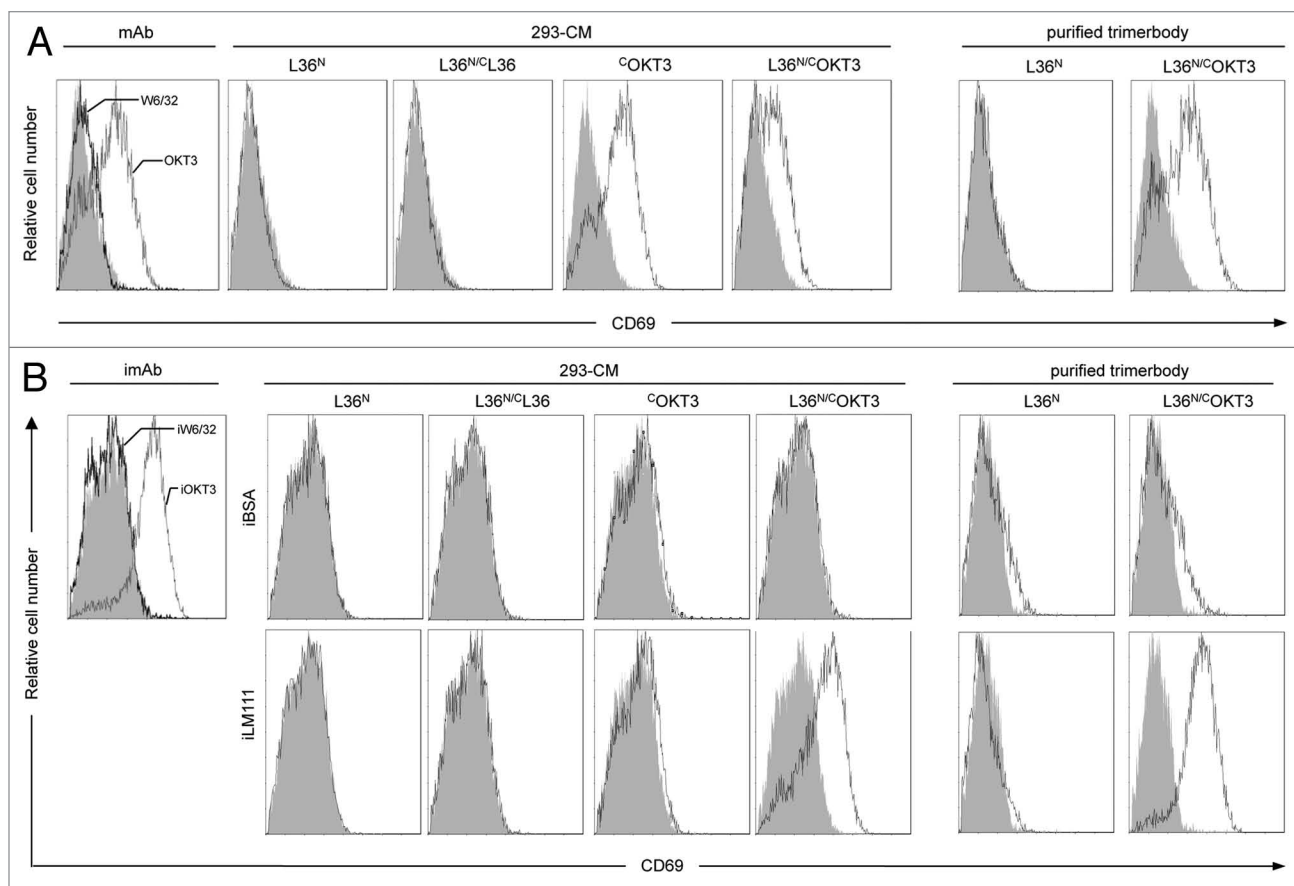 A
mAb
293-CM
purified trimerbody
L36ᴺ
L36ᴺ/ᶜL36
ᶜOKT3
L36ᴺ/ᶜOKT3
L36ᴺ
L36ᴺ/ᶜOKT3
W6/32
OKT3
Relative cell number
CD69
B
imAb
293-CM
purified trimerbody
L36ᴺ
L36ᴺ/ᶜL36
ᶜOKT3
L36ᴺ/ᶜOKT3
L36ᴺ
L36ᴺ/ᶜOKT3
iW6/32
iOKT3
iBSA
iLM111
Relative cell number
CD69